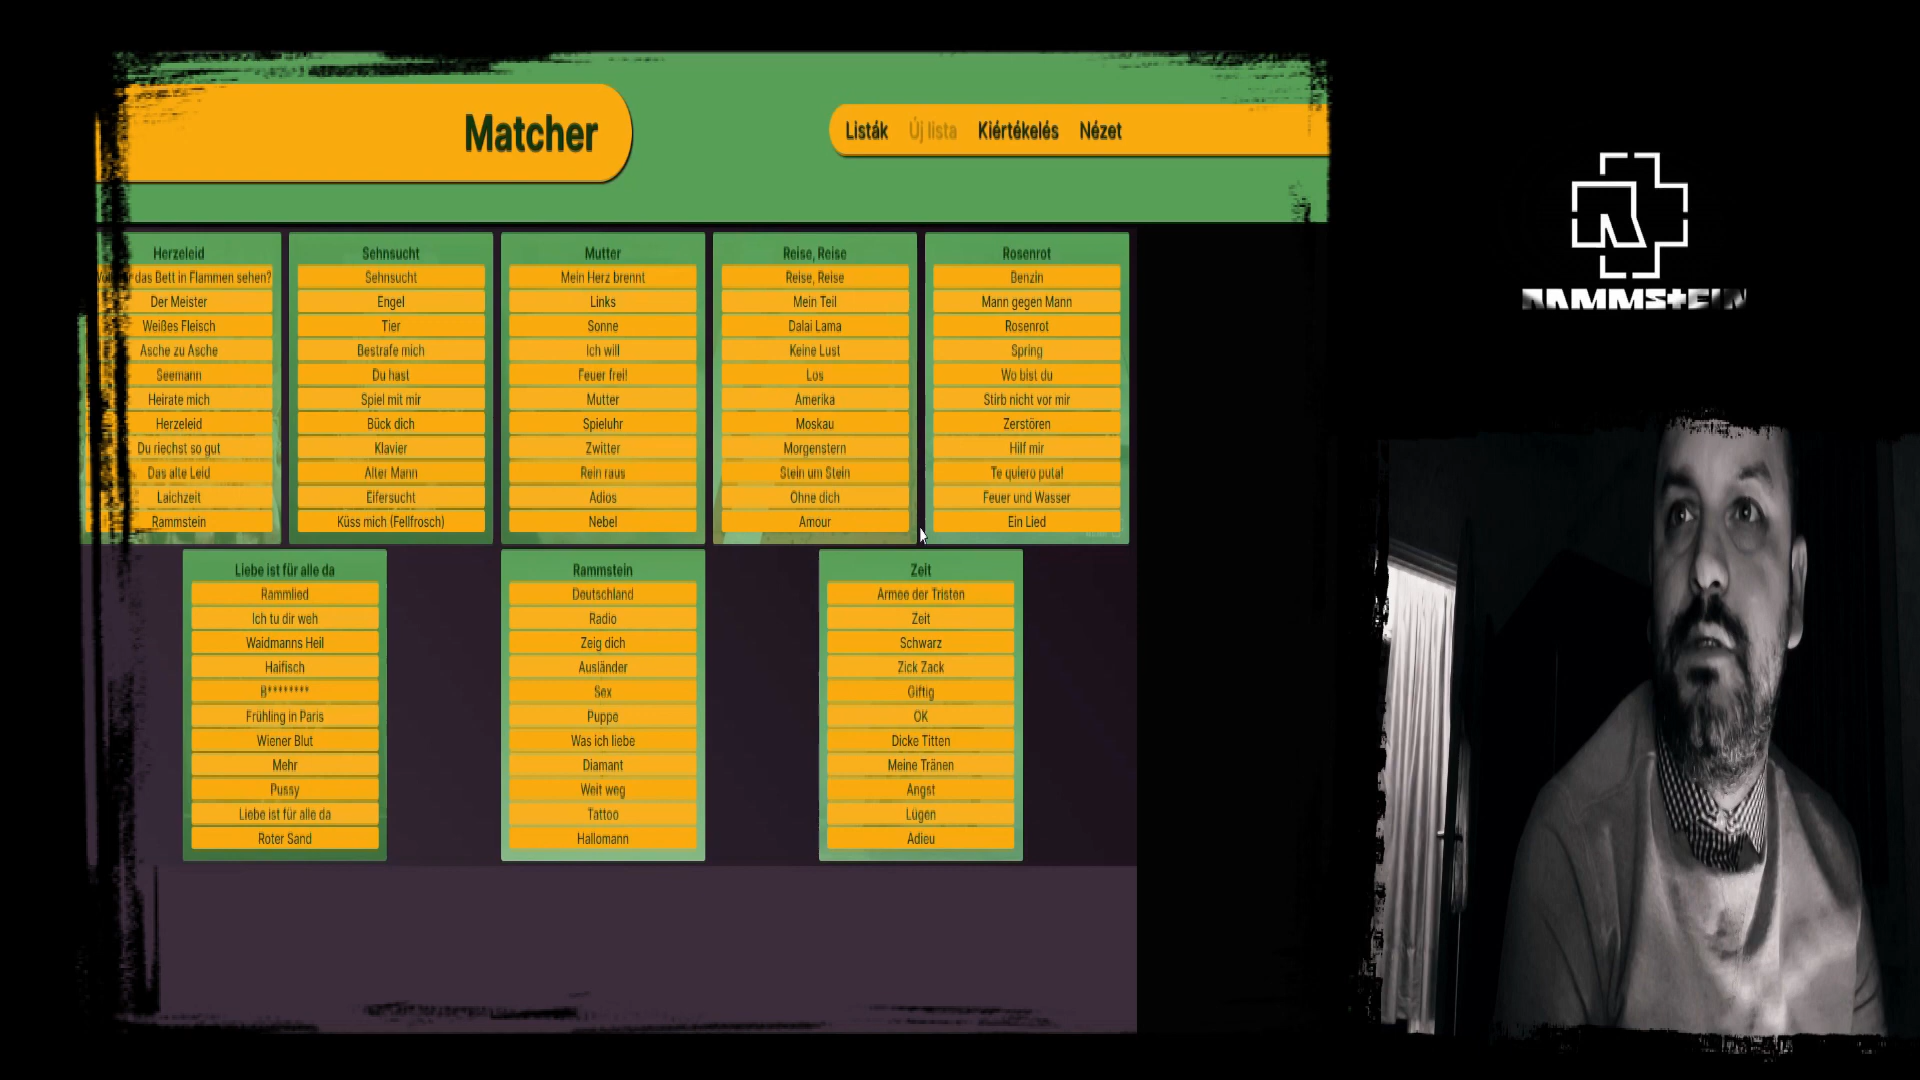 Matcher
Listák
Új lista
Kiértékelés
Nézet
RAMMSTEIN
Herzeleid
das Bett in Flammen sehen?
Der Meister
Weißes Fleisch
Asche zu Asche
Seemann
Heirate mich
Herzeleid
Du riechst so gut
Das alte Leid
Laichzeit
Rammstein
Sehnsucht
Sehnsucht
Engel
Tier
Bestrafe mich
Du hast
Spiel mit mir
Bück dich
Klavier
Alter Mann
Eifersucht
Küss mich (Fellfrosch)
Mutter
Mein Herz brennt
Links
Sonne
Ich will
Feuer frei!
Mutter
Spieluhr
Zwitter
Rein raus
Adios
Nebel
Reise, Reise
Reise, Reise
Mein Teil
Dalai Lama
Keine Lust
Los
Amerika
Moskau
Morgenstern
Stein um Stein
Ohne dich
Amour
Rosenrot
Benzin
Mann gegen Mann
Rosenrot
Spring
Wo bist du
Stirb nicht vor mir
Zerstören
Hilf mir
Te quiero puta!
Feuer und Wasser
Ein Lied
Liebe ist für alle da
Rammlied
Ich tu dir weh
Waidmanns Heil
Haifisch
B********
Frühling in Paris
Wiener Blut
Mehr
Pussy
Liebe ist für alle da
Roter Sand
Rammstein
Deutschland
Radio
Zeig dich
Ausländer
Sex
Puppe
Was ich liebe
Diamant
Weit weg
Tattoo
Hallomann
Zeit
Armee der Tristen
Zeit
Schwarz
Zick Zack
Giftig
OK
Dicke Titten
Meine Tränen
Angst
Lügen
Adieu